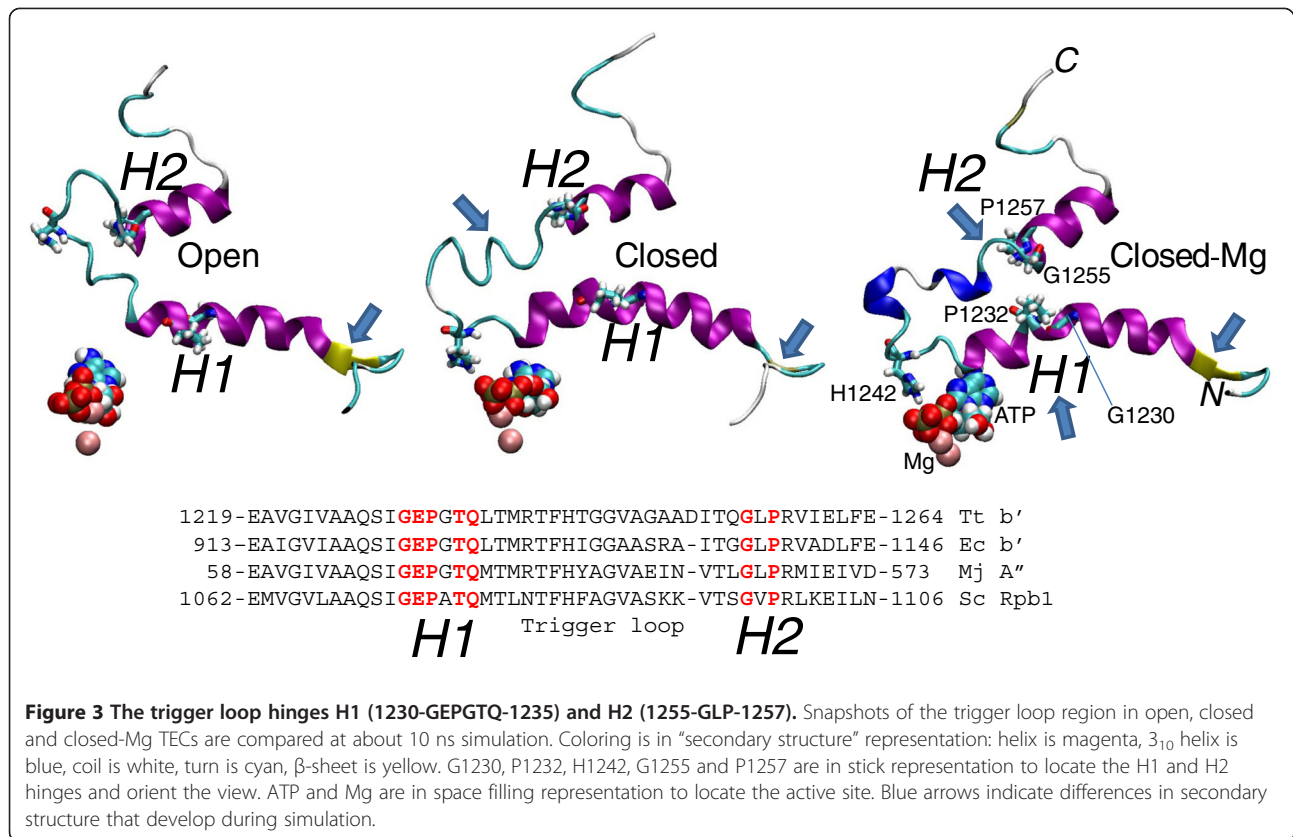 C
H2
H2
H2
P1257
Open
Closed
Closed-Mg
G1255
P1232
H1
H1
H1
N
H1242
ATP
G1230
Mg
1219-EAVGIVAAQSIGEPGTQLTMRTFHTGGVAGAADITQGLPRVIELFE-1264 Tt b’
913–EAIGVIAAQSIGEPGTQLTMRTFHIGGAASRA-ITGGLPRVADLFE-1146 Ec b’
58-EAVGIVAAQSIGEPGTQMTMRTFHYAGVAEIN-VTLGLPRMIEIVD-573 Mj A”
1062-EMVGVLAAQSIGEPATQMTLNTFHFAGVASKK-VTSGVPRLKEILN-1106 Sc Rpb1
H1 Trigger loop H2
Figure 3 The trigger loop hinges H1 (1230-GEPGTQ-1235) and H2 (1255-GLP-1257). Snapshots of the trigger loop region in open, closed
and closed-Mg TECs are compared at about 10 ns simulation. Coloring is in “secondary structure” representation: helix is magenta, 3₁₀ helix is
blue, coil is white, turn is cyan, β-sheet is yellow. G1230, P1232, H1242, G1255 and P1257 are in stick representation to locate the H1 and H2
hinges and orient the view. ATP and Mg are in space filling representation to locate the active site. Blue arrows indicate differences in secondary
structure that develop during simulation.